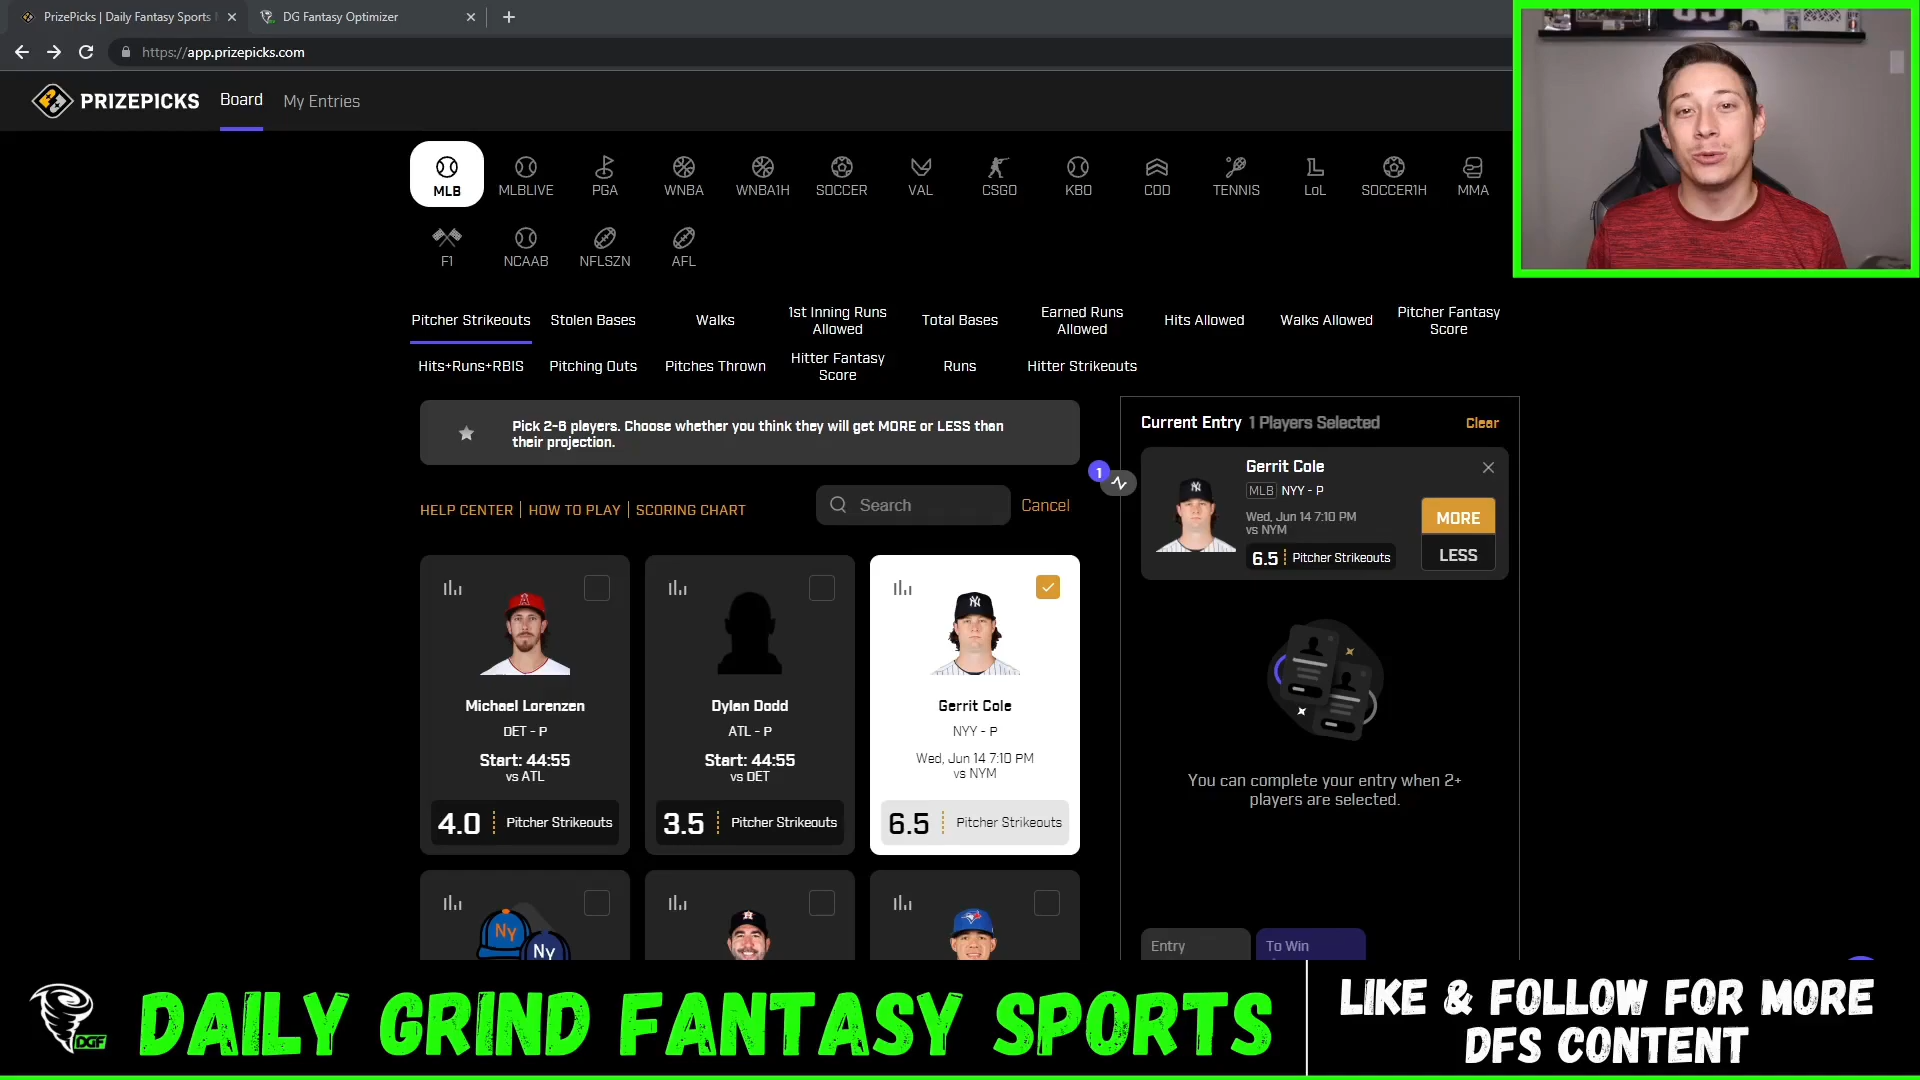 PrizePicks | Daily Fantasy Sports
DG Fantasy Optimizer
https://app.prizepicks.com
PRIZEPICKS
Board
My Entries
MLB
MLBLIVE
PGA
WNBA
WNBA1H
SOCCER
VAL
CSGO
KBO
COD
TENNIS
LoL
SOCCER1H
MMA
F1
NCAAB
NFLSZN
AFL
Pitcher Strikeouts
Stolen Bases
Walks
1st Inning Runs
Allowed
Total Bases
Earned Runs
Allowed
Hits Allowed
Walks Allowed
Pitcher Fantasy
Score
Hits+Runs+RBIS
Pitching Outs
Pitches Thrown
Hitter Fantasy
Score
Runs
Hitter Strikeouts
Pick 2-6 players. Choose whether you think they will get MORE or LESS than
their projection.
HELP CENTER | HOW TO PLAY | SCORING CHART
Search
Cancel
Michael Lorenzen
DET - P
Start: 44:55
vs ATL
4.0 Pitcher Strikeouts
Dylan Dodd
ATL - P
Start: 44:55
vs DET
3.5 Pitcher Strikeouts
Gerrit Cole
NYY - P
Wed, Jun 14 7:10 PM
vs NYM
6.5 Pitcher Strikeouts
NY
NY
1
Current Entry 1 Players Selected
Clear
Gerrit Cole
MLB NYY - P
Wed, Jun 14 7:10 PM
vs NYM
6.5 Pitcher Strikeouts
MORE
LESS
You can complete your entry when 2+
players are selected.
Entry
To Win
DGF
DAILY GRIND FANTASY SPORTS
LIKE & FOLLOW FOR MORE
DFS CONTENT